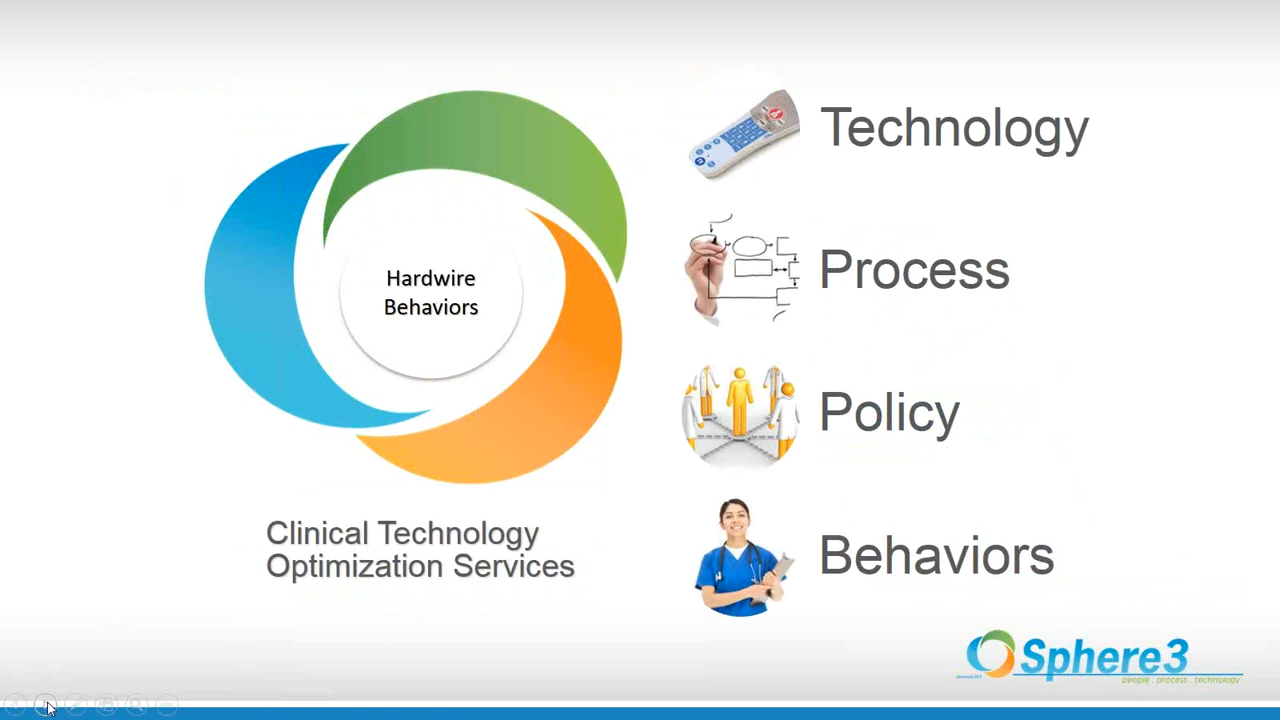 Technology
Process
Policy
Behaviors
Hardwire
Behaviors
Clinical Technology
Optimization Services
Sphere3
people . process . technology